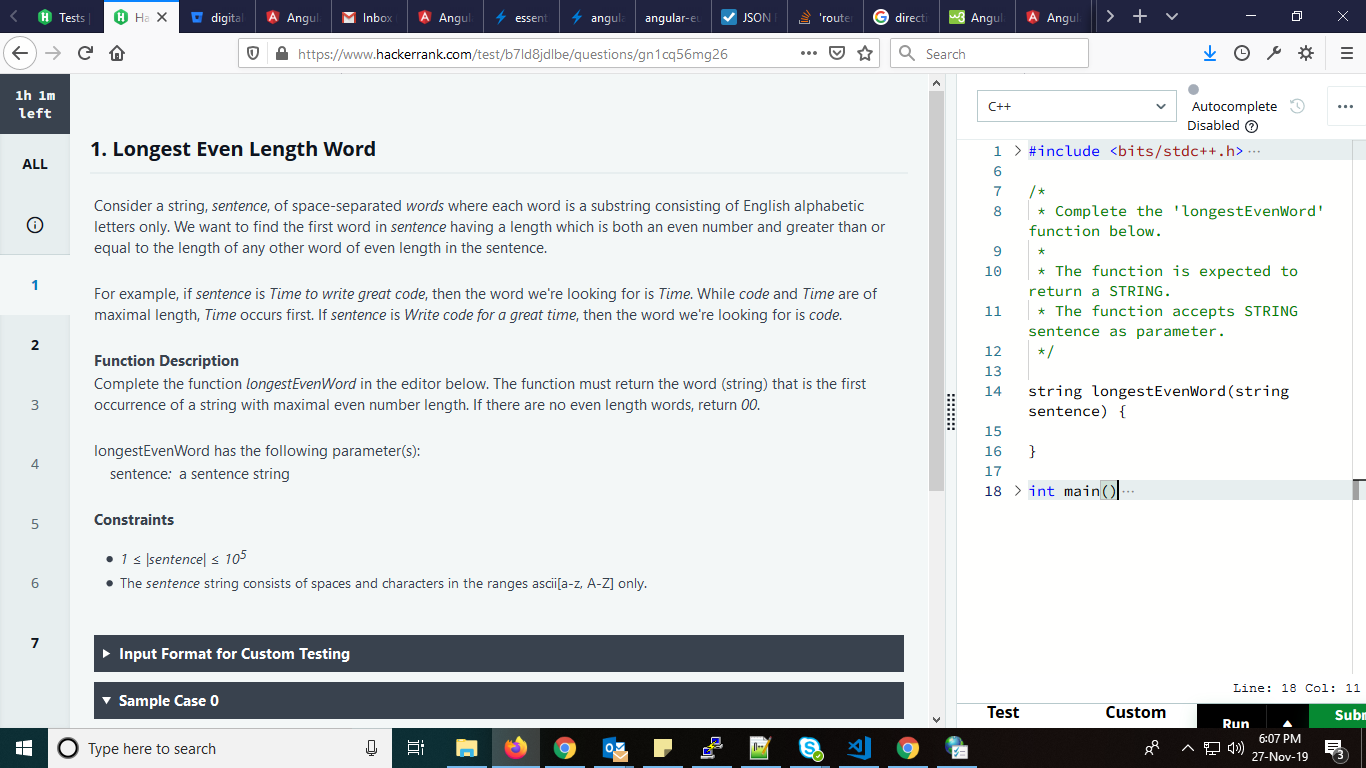 Tests
Ha
digital
Angul
Inbox
Angul
essent
angula
angular-eu
JSON
'route
directi
Angul
Angul
https://www.hackerrank.com/test/b7ld8jdlbe/questions/gn1cq56mg26
Search
1h 1m
left
ALL
1
2
3
4
5
6
7
1. Longest Even Length Word
Consider a string, sentence, of space-separated words where each word is a substring consisting of English alphabetic
letters only. We want to find the first word in sentence having a length which is both an even number and greater than or
equal to the length of any other word of even length in the sentence.
For example, if sentence is Time to write great code, then the word we're looking for is Time. While code and Time are of
maximal length, Time occurs first. If sentence is Write code for a great time, then the word we're looking for is code.
Function Description
Complete the function longestEvenWord in the editor below. The function must return the word (string) that is the first
occurrence of a string with maximal even number length. If there are no even length words, return 00.
longestEvenWord has the following parameter(s):
sentence: a sentence string
Constraints
• 1 ≤ |sentence| ≤ 10^5
• The sentence string consists of spaces and characters in the ranges ascii[a-z, A-Z] only.
Input Format for Custom Testing
Sample Case 0
C++
Autocomplete
Disabled
1 #include <bits/stdc++.h> ...
6
7 /*
8 * Complete the 'longestEvenWord'
function below.
9 *
10 * The function is expected to
return a STRING.
11 * The function accepts STRING
sentence as parameter.
12 */
13
14 string longestEvenWord(string
sentence) {
15
16 }
17
18 int main() ...
Line: 18 Col: 11
Test
Custom
Run
Subm
Type here to search
6:07 PM
27-Nov-19
3